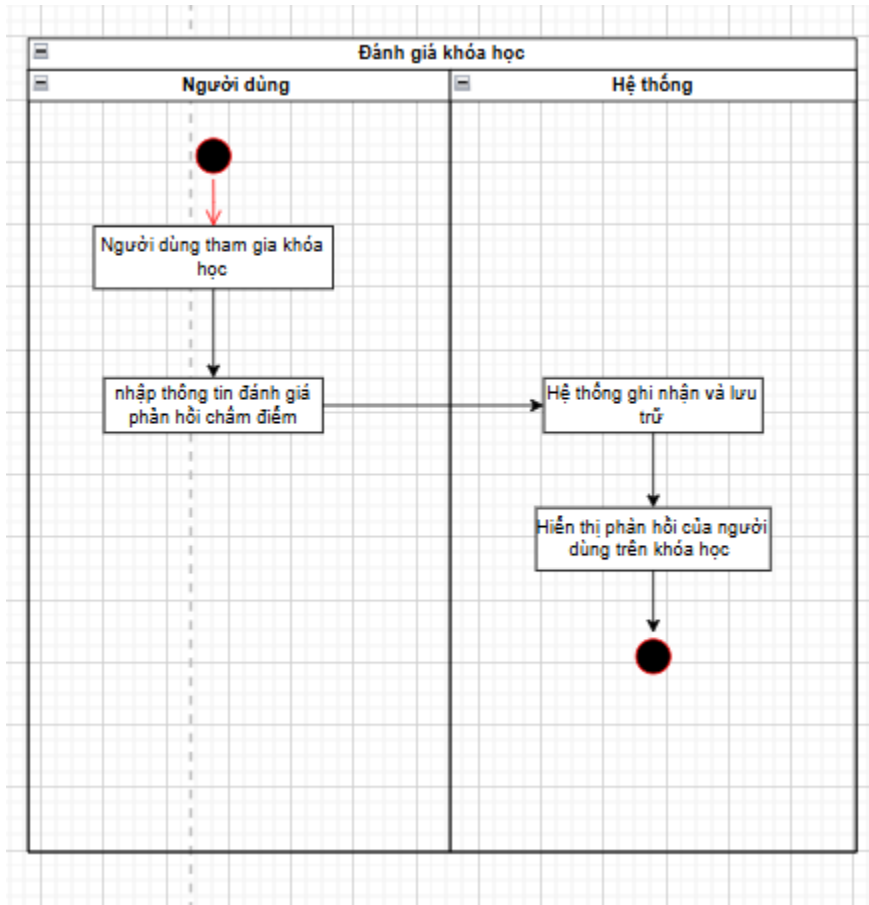 Đánh giá khóa học
Người dùng
Hệ thống
Người dùng tham gia khóa
học
nhập thông tin đánh giá
phản hồi chấm điểm
Hệ thống ghi nhận và lưu
trữ
Hiển thị phản hồi của người
dùng trên khóa học